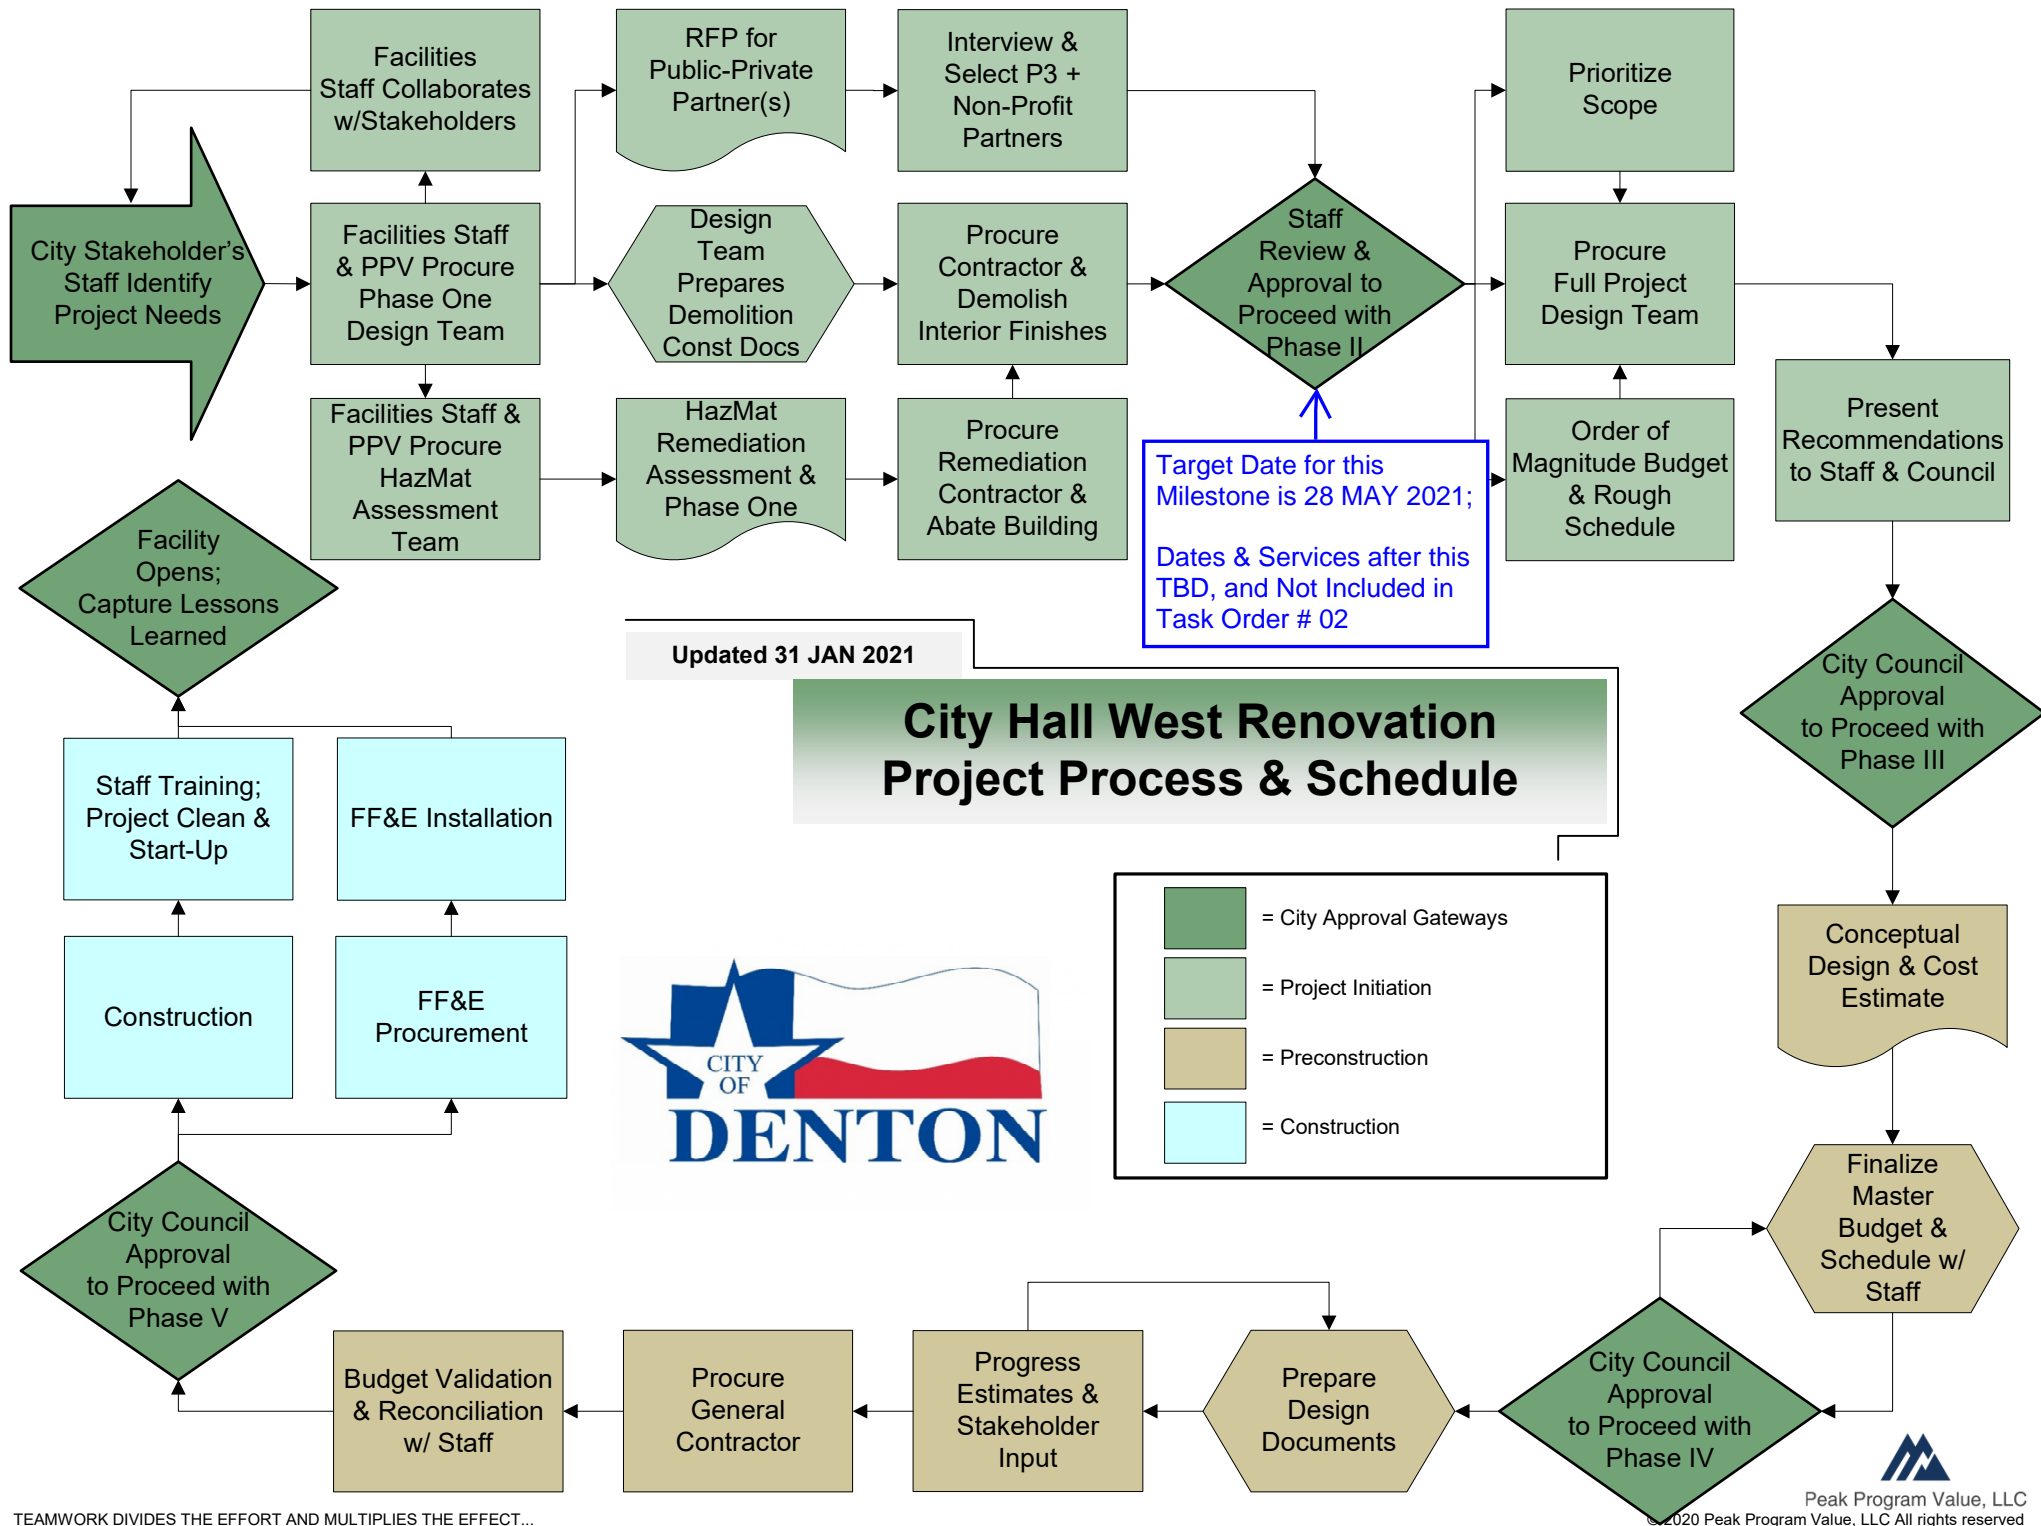 Facilities
Staff Collaborates
w/Stakeholders
RFP for
Public-Private
Partner(s)
Interview &
Select P3 +
Non-Profit
Partners
Prioritize
Scope
City Stakeholder's
Staff Identify
Project Needs
Facilities Staff
& PPV Procure
Phase One
Design Team
Design
Team
Prepares
Demolition
Const Docs
Procure
Contractor &
Demolish
Interior Finishes
Staff
Review &
Approval to
Proceed with
Phase II
Procure
Full Project
Design Team
Facilities Staff &
PPV Procure
HazMat
Assessment
Team
HazMat
Remediation
Assessment &
Phase One
Procure
Remediation
Contractor &
Abate Building
Target Date for this
Milestone is 28 MAY 2021;
Dates & Services after this
TBD, and Not Included in
Task Order # 02
Order of
Magnitude Budget
& Rough
Schedule
Present
Recommendations
to Staff & Council
Facility
Opens;
Capture Lessons
Learned
Updated 31 JAN 2021
City Hall West Renovation
Project Process & Schedule
City Council
Approval
to Proceed with
Phase III
Staff Training;
Project Clean &
Start-Up
FF&E Installation
= City Approval Gateways
= Project Initiation
= Preconstruction
= Construction
Conceptual
Design & Cost
Estimate
Construction
FF&E
Procurement
CITY
OF
DENTON
Finalize
Master
Budget &
Schedule w/
Staff
City Council
Approval
to Proceed with
Phase V
Budget Validation
& Reconciliation
w/ Staff
Procure
General
Contractor
Progress
Estimates &
Stakeholder
Input
Prepare
Design
Documents
City Council
Approval
to Proceed with
Phase IV
Peak Program Value, LLC
TEAMWORK DIVIDES THE EFFORT AND MULTIPLIES THE EFFECT...
©2020 Peak Program Value, LLC All rights reserved